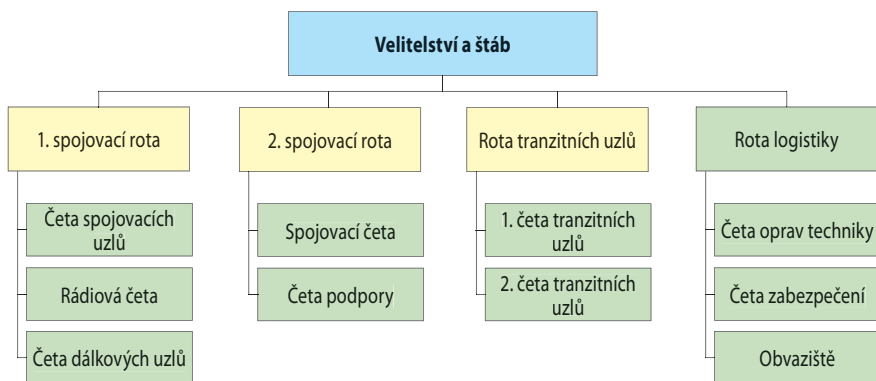 Velitelství a štáb
1. spojovací rota
2. spojovací rota
Rota tranzitních uzlů
Rota logistiky
Četa spojovacích
uzlů
Rádiová četa
Četa dálkových uzlů
Spojovací četa
Četa podpory
1. četa tranzitních
uzlů
2. četa tranzitních
uzlů
Četa oprav techniky
Četa zabezpečení
Obvaziště